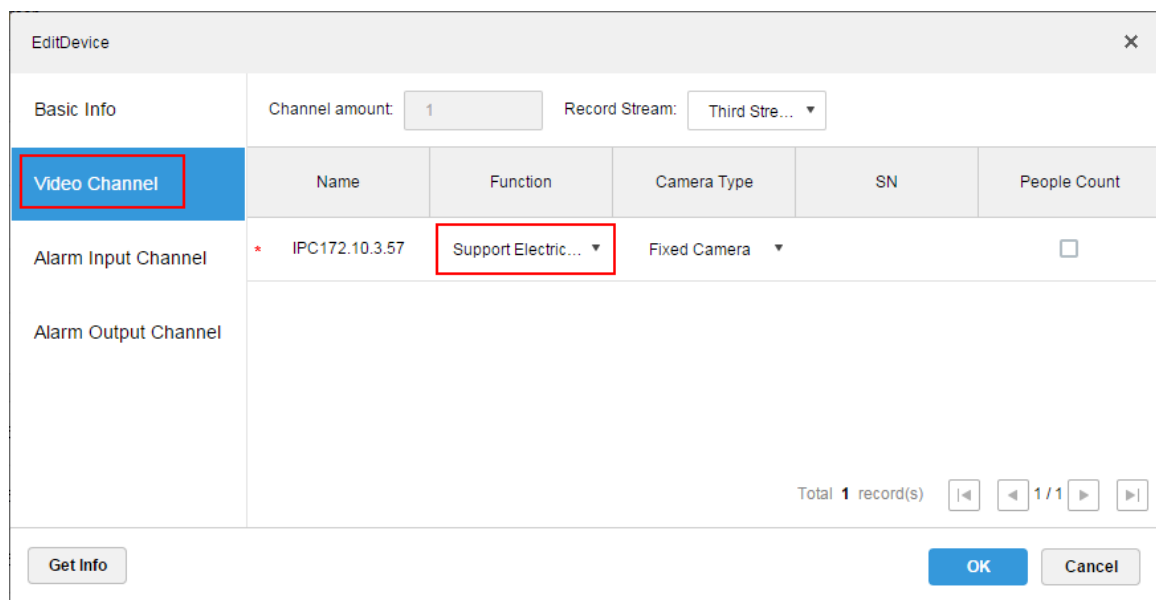 EditDevice ×
Basic Info
Channel amount: 1 Record Stream: Third Stre...
Video Channel
Name Function Camera Type SN People Count
* IPC172.10.3.57 Support Electric... Fixed Camera
Alarm Input Channel
Alarm Output Channel
Total 1 record(s) 1 / 1
Get Info OK Cancel